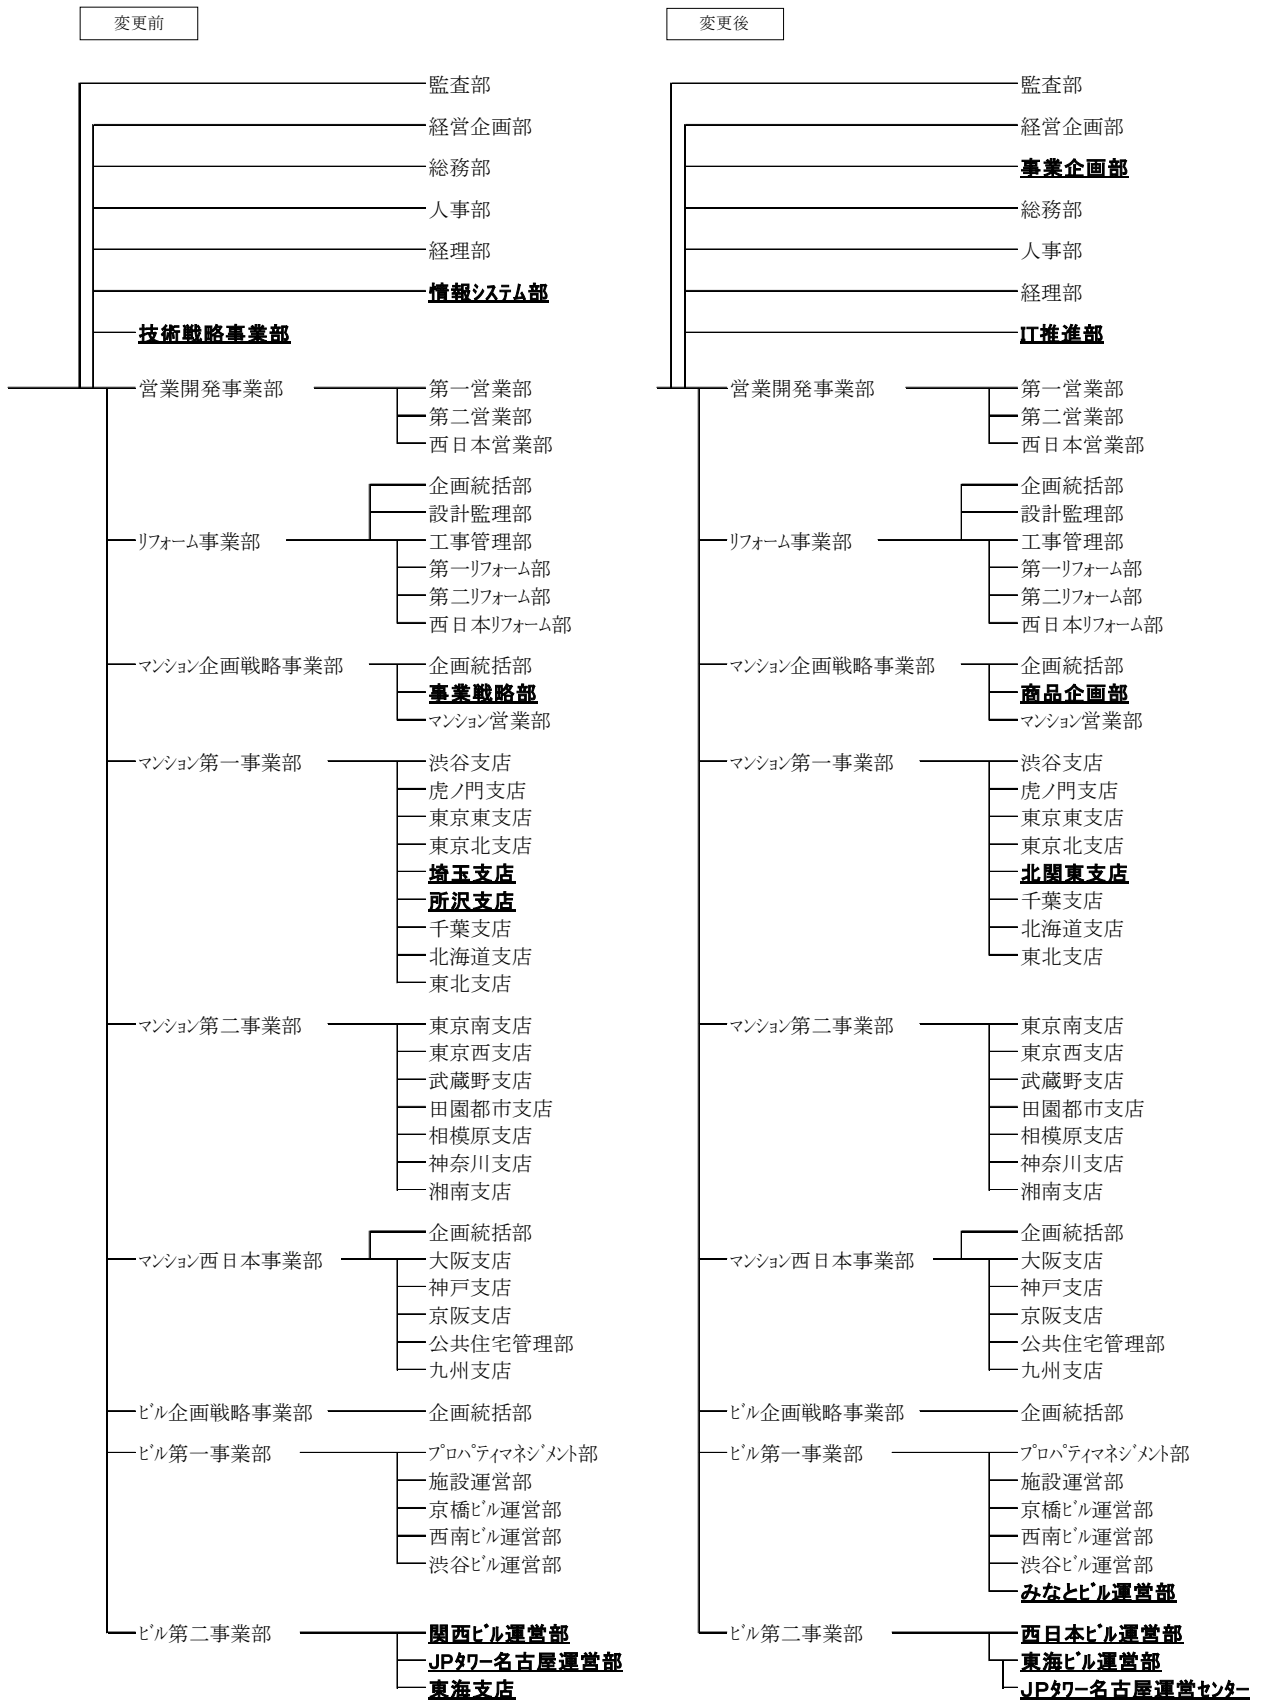 変更前
監査部
経営企画部
総務部
人事部
経理部
情報システム部
技術戦略事業部
営業開発事業部
第一営業部
第二営業部
西日本営業部
リフォーム事業部
企画統括部
設計監理部
工事管理部
第一リフォーム部
第二リフォーム部
西日本リフォーム部
マンション企画戦略事業部
企画統括部
事業戦略部
マンション営業部
マンション第一事業部
渋谷支店
虎ノ門支店
東京東支店
東京北支店
埼玉支店
所沢支店
千葉支店
北海道支店
東北支店
マンション第二事業部
東京南支店
東京西支店
武蔵野支店
田園都市支店
相模原支店
神奈川支店
湘南支店
マンション西日本事業部
企画統括部
大阪支店
神戸支店
京阪支店
公共住宅管理部
九州支店
ビル企画戦略事業部
企画統括部
ビル第一事業部
プロパティマネジメント部
施設運営部
京橋ビル運営部
西南ビル運営部
渋谷ビル運営部
ビル第二事業部
関西ビル運営部
JPタワー名古屋運営部
東海支店
変更後
監査部
経営企画部
事業企画部
総務部
人事部
経理部
IT推進部
営業開発事業部
第一営業部
第二営業部
西日本営業部
リフォーム事業部
企画統括部
設計監理部
工事管理部
第一リフォーム部
第二リフォーム部
西日本リフォーム部
マンション企画戦略事業部
企画統括部
商品企画部
マンション営業部
マンション第一事業部
渋谷支店
虎ノ門支店
東京東支店
東京北支店
北関東支店
千葉支店
北海道支店
東北支店
マンション第二事業部
東京南支店
東京西支店
武蔵野支店
田園都市支店
相模原支店
神奈川支店
湘南支店
マンション西日本事業部
企画統括部
大阪支店
神戸支店
京阪支店
公共住宅管理部
九州支店
ビル企画戦略事業部
企画統括部
ビル第一事業部
プロパティマネジメント部
施設運営部
京橋ビル運営部
西南ビル運営部
渋谷ビル運営部
みなとビル運営部
ビル第二事業部
西日本ビル運営部
東海ビル運営部
JPタワー名古屋運営センター